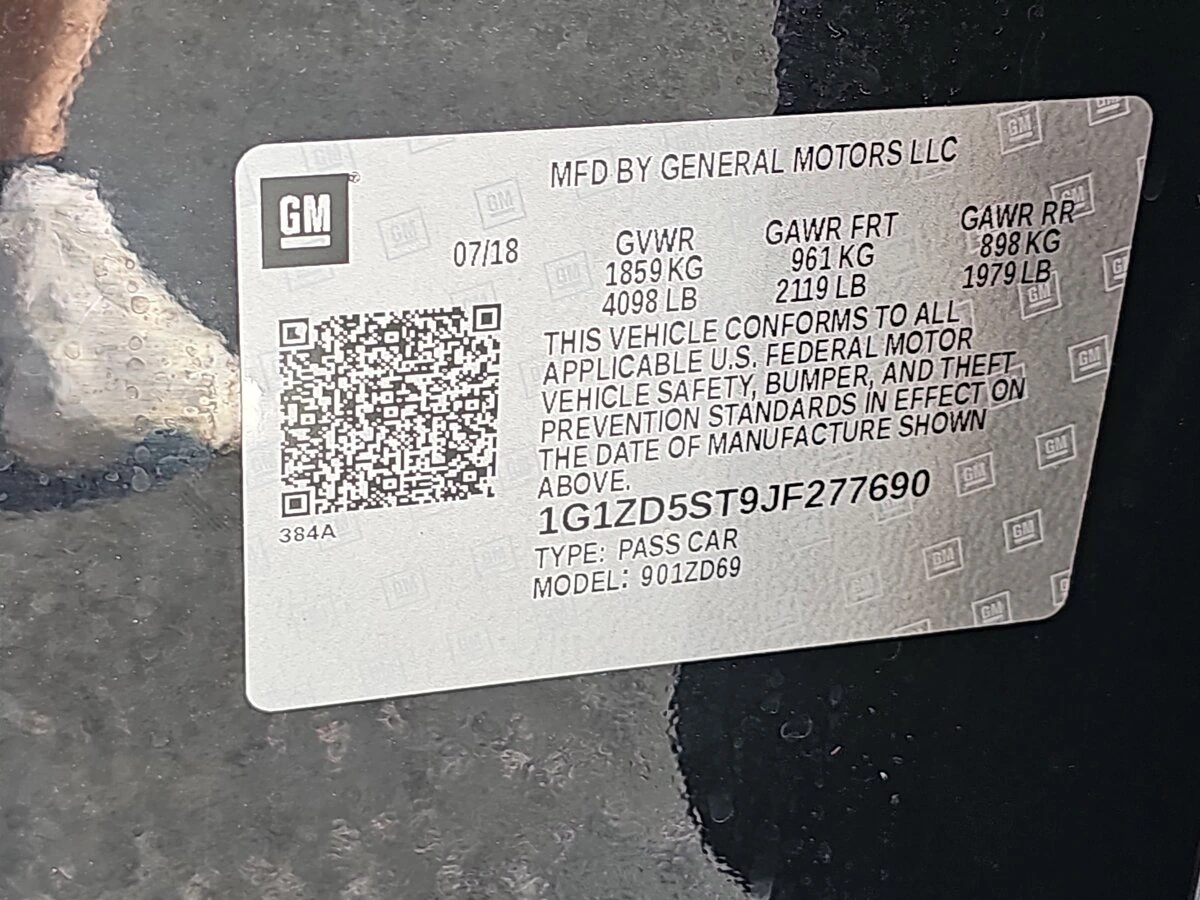 MFD BY GENERAL MOTORS LLC
GM
07/18
GVWR
1859 KG
4098 LB
GAWR FRT
961 KG
2119 LB
GAWR RR
898 KG
1979 LB
THIS VEHICLE CONFORMS TO ALL
APPLICABLE U.S. FEDERAL MOTOR
VEHICLE SAFETY, BUMPER, AND THEFT
PREVENTION STANDARDS IN EFFECT ON
THE DATE OF MANUFACTURE SHOWN
ABOVE.
1G1ZD5ST9JF277690
TYPE: PASS CAR
MODEL: 901ZD69
384A